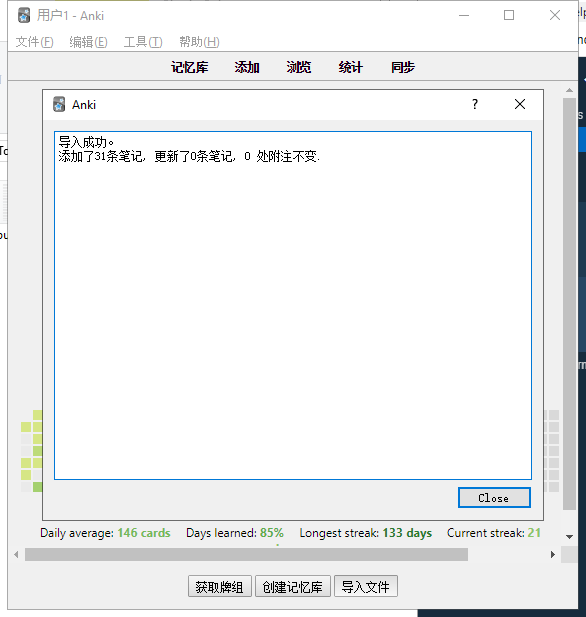 用户1 - Anki
文件(F) 编辑(E) 工具(T) 帮助(H)
记忆库 添加 浏览 统计 同步
Anki
?
导入成功。
添加了31条笔记, 更新了0条笔记, 0 处附注不变.
Close
Daily average: 146 cards Days learned: 85% Longest streak: 133 days Current streak: 21
获取牌组 创建记忆库 导入文件